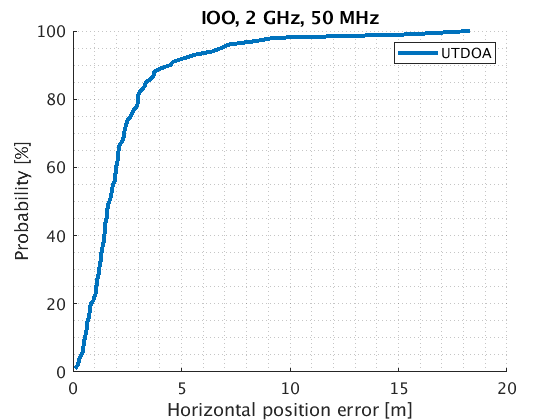 IOO, 2 GHz, 50 MHz
UTDOA
Probability [%]
100
80
60
40
20
0
0 5 10 15 20
Horizontal position error [m]